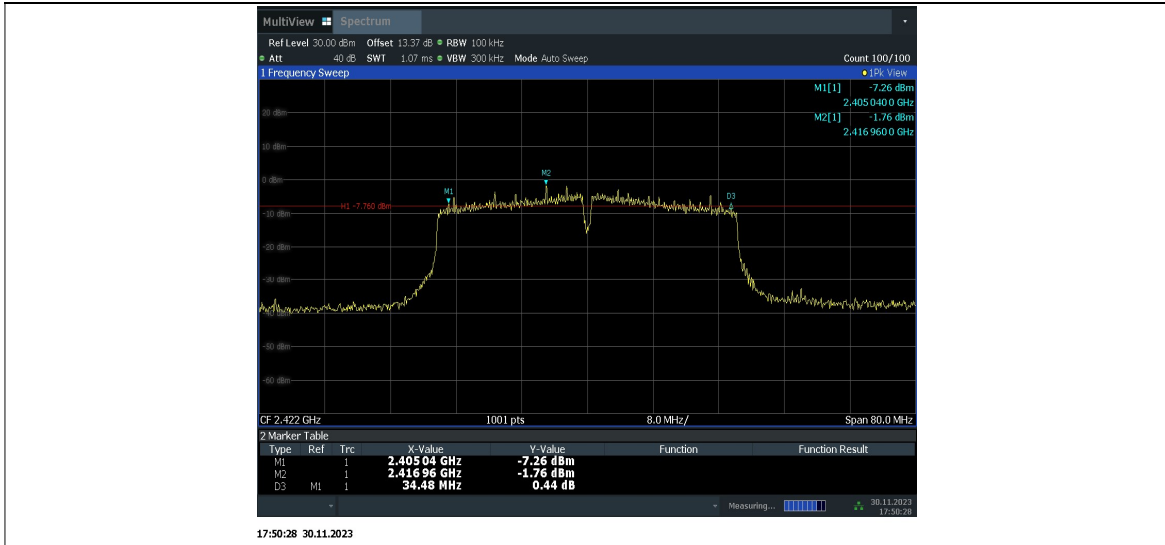 MultiView Spectrum
Ref Level 30.00 dBm Offset 13.37 dB RBW 100 kHz
Att 40 dB SWT 1.07 ms VBW 300 kHz Mode Auto Sweep Count 100/100
1 Frequency Sweep 1Pk View
M1[1] -7.26 dBm
2.405 040 0 GHz
M2[1] -1.76 dBm
2.416 960 0 GHz
20 dBm
10 dBm
0 dBm
M2
M1
D3
H1 -7.760 dBm
-10 dBm
-20 dBm
-30 dBm
-40 dBm
-50 dBm
-60 dBm
CF 2.422 GHz 1001 pts 8.0 MHz/ Span 80.0 MHz
2 Marker Table
Type Ref Trc X-Value Y-Value Function Function Result
M1 1 2.405 04 GHz -7.26 dBm
M2 1 2.416 96 GHz -1.76 dBm
D3 M1 1 34.48 MHz 0.44 dB
Measuring... 30.11.2023
17:50:28
17:50:28 30.11.2023